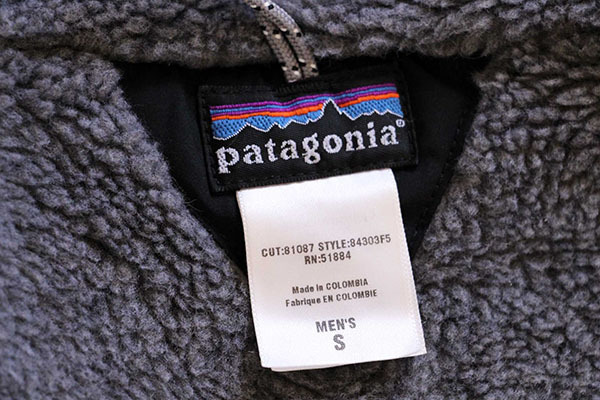 patagonia®
CUT:81087 STYLE:84303F5
RN:51884
Made in COLOMBIA
Fabrique EN COLOMBIE
MEN'S
S